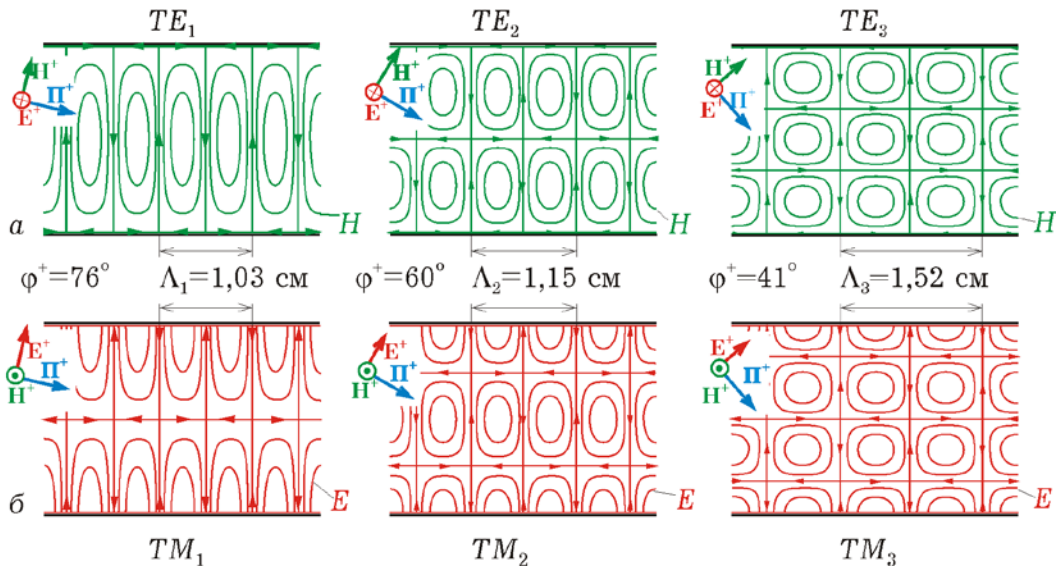 TE₁ TE₂ TE₃
H⁺ Π⁺ E⁺ H⁺ Π⁺ E⁺ H⁺ Π⁺ E⁺
а H H H
φ⁺=76° Λ₁=1,03 см φ⁺=60° Λ₂=1,15 см φ⁺=41° Λ₃=1,52 см
E⁺ Π⁺ H⁺ E⁺ Π⁺ H⁺ E⁺ Π⁺ H⁺
б E E E
TM₁ TM₂ TM₃